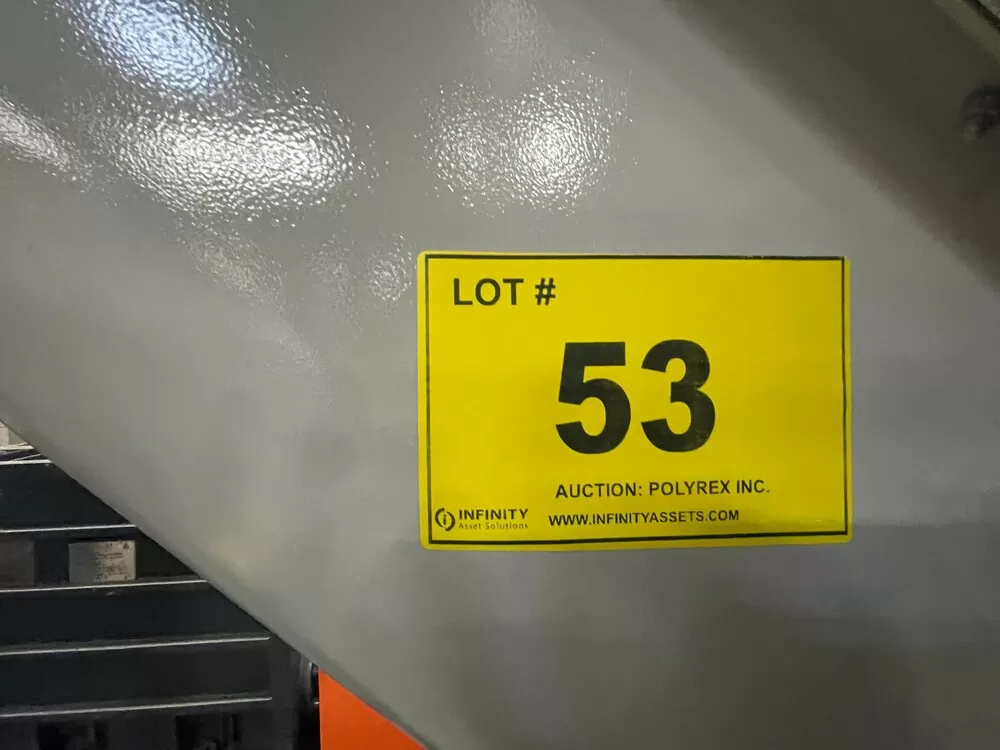 LOT #
53
AUCTION: POLYREX INC.
INFINITY
Asset Solutions
WWW.INFINITYASSETS.COM